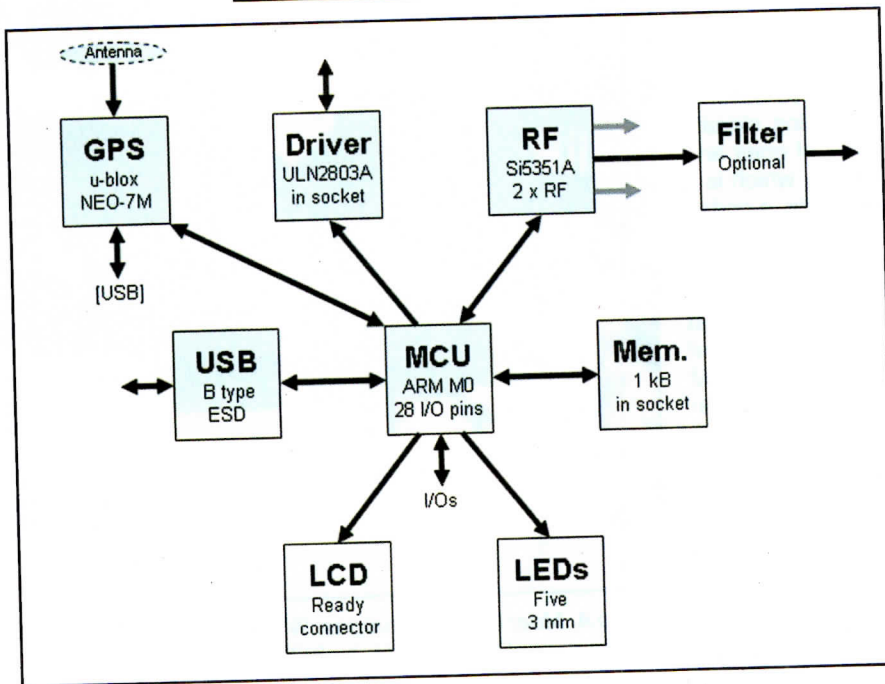 Antenna
GPS
u-blox
NEO-7M
[USB]
Driver
ULN2803A
in socket
RF
Si5351A
2 x RF
Filter
Optional
USB
B type
ESD
MCU
ARM M0
28 I/O pins
I/Os
Mem.
1 kB
in socket
LCD
Ready
connector
LEDs
Five
3 mm